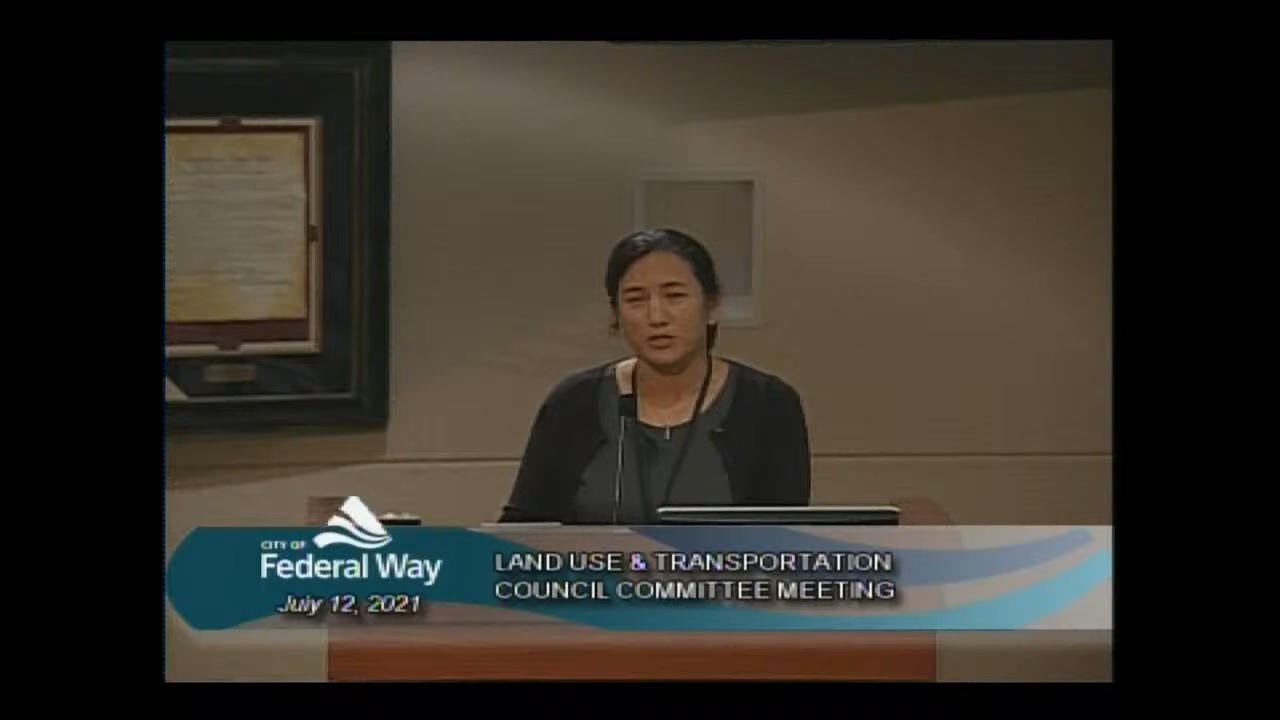 CITY OF
Federal Way
July 12, 2021
LAND USE & TRANSPORTATION
COUNCIL COMMITTEE MEETING